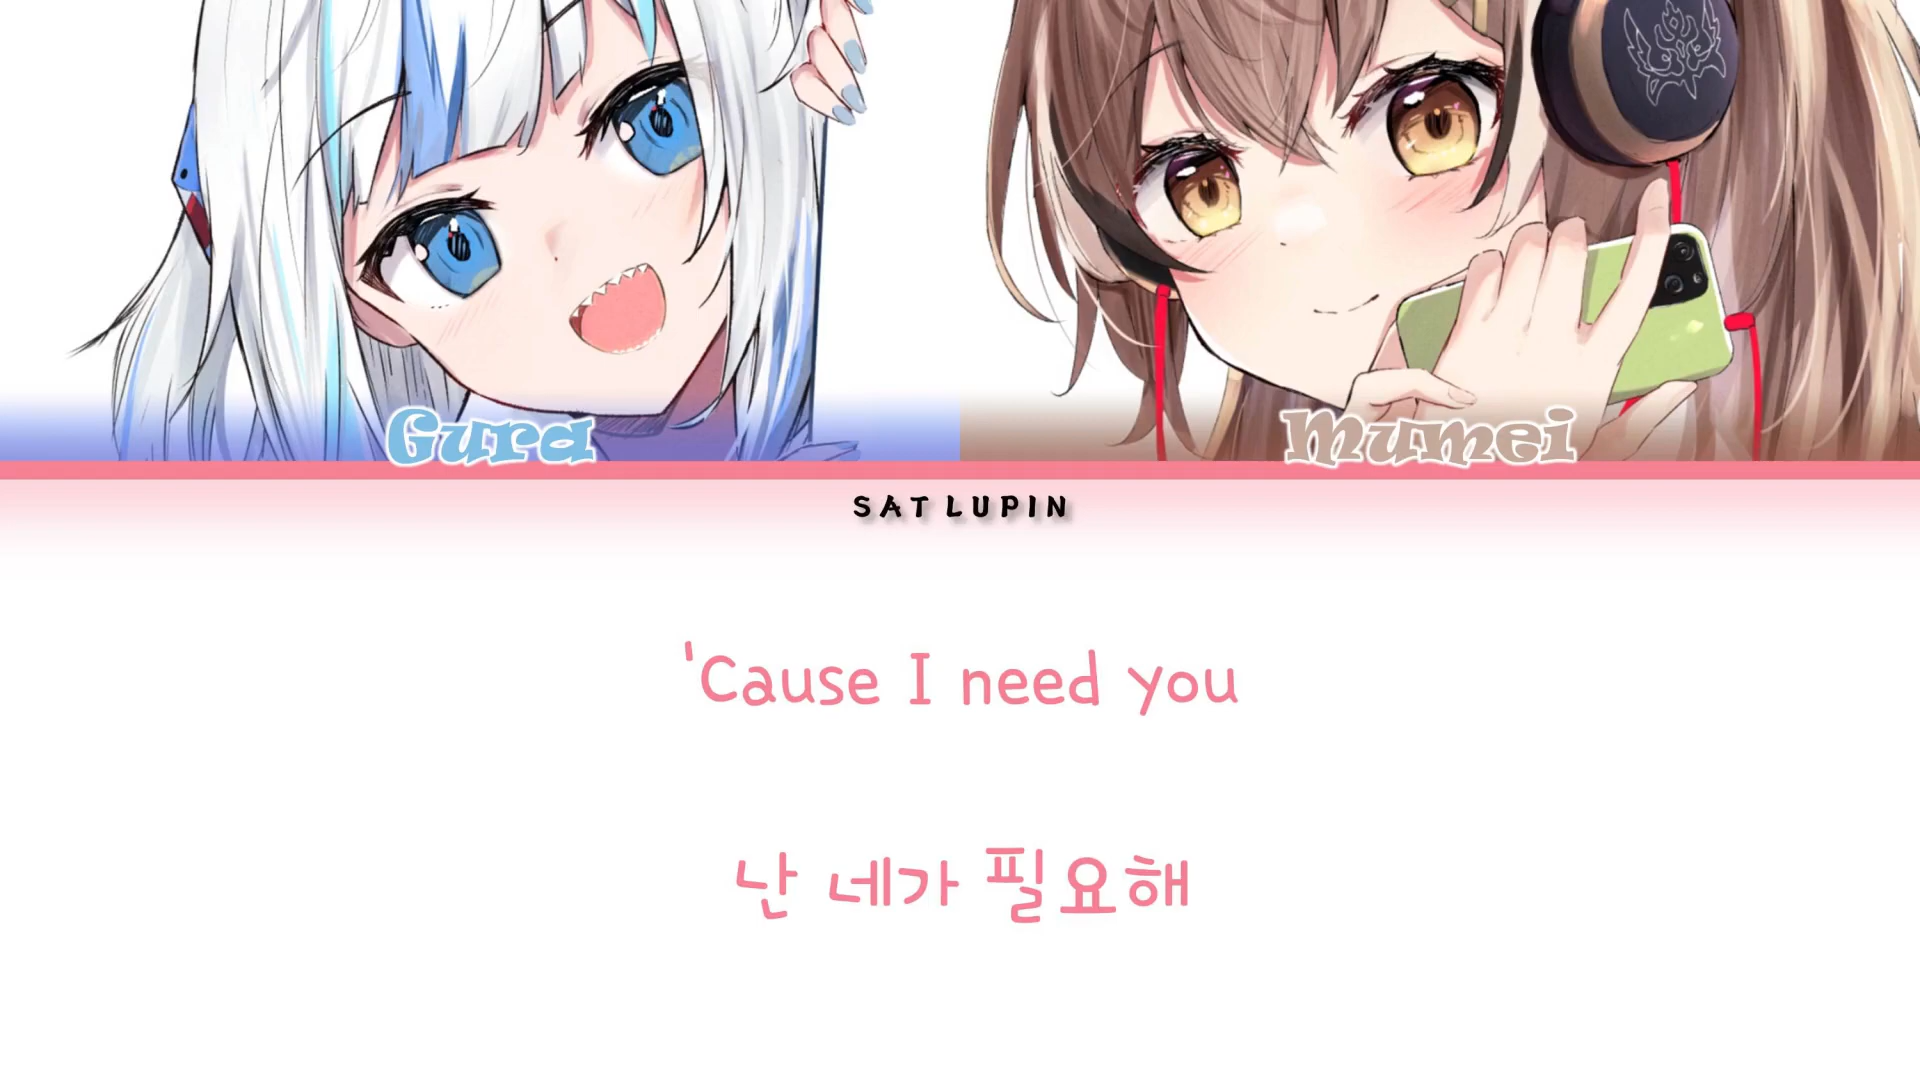 Gura
Mumei
SAT LUPIN
'Cause I need you
난 네가 필요해